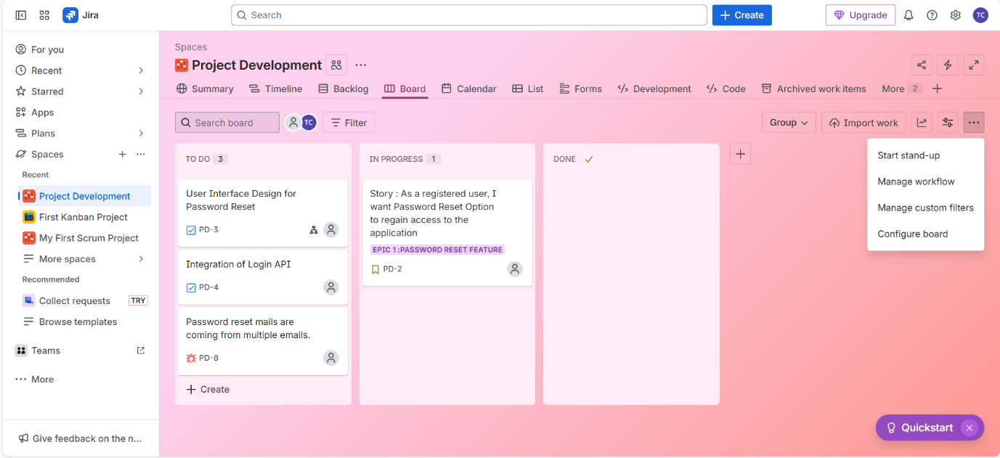 Jira
Search
+ Create
Upgrade
TC
For you
Recent
Starred
Apps
Plans
Spaces
Recent
Project Development
First Kanban Project
My First Scrum Project
More spaces
Recommended
Collect requests TRY
Browse templates
Teams
More
Give feedback on the n...
Spaces
Project Development
Summary Timeline Backlog Board Calendar List Forms Development Code Archived work items More 2
Search board TC Filter Group Import work
Start stand-up
Manage workflow
Manage custom filters
Configure board
TO DO 3
User Interface Design for
Password Reset
PD-3
Integration of Login API
PD-4
Password reset mails are
coming from multiple emails.
PD-8
+ Create
IN PROGRESS 1
Story : As a registered user, I
want Password Reset Option
to regain access to the
application
EPIC 1 :PASSWORD RESET FEATURE
PD-2
DONE
Quickstart